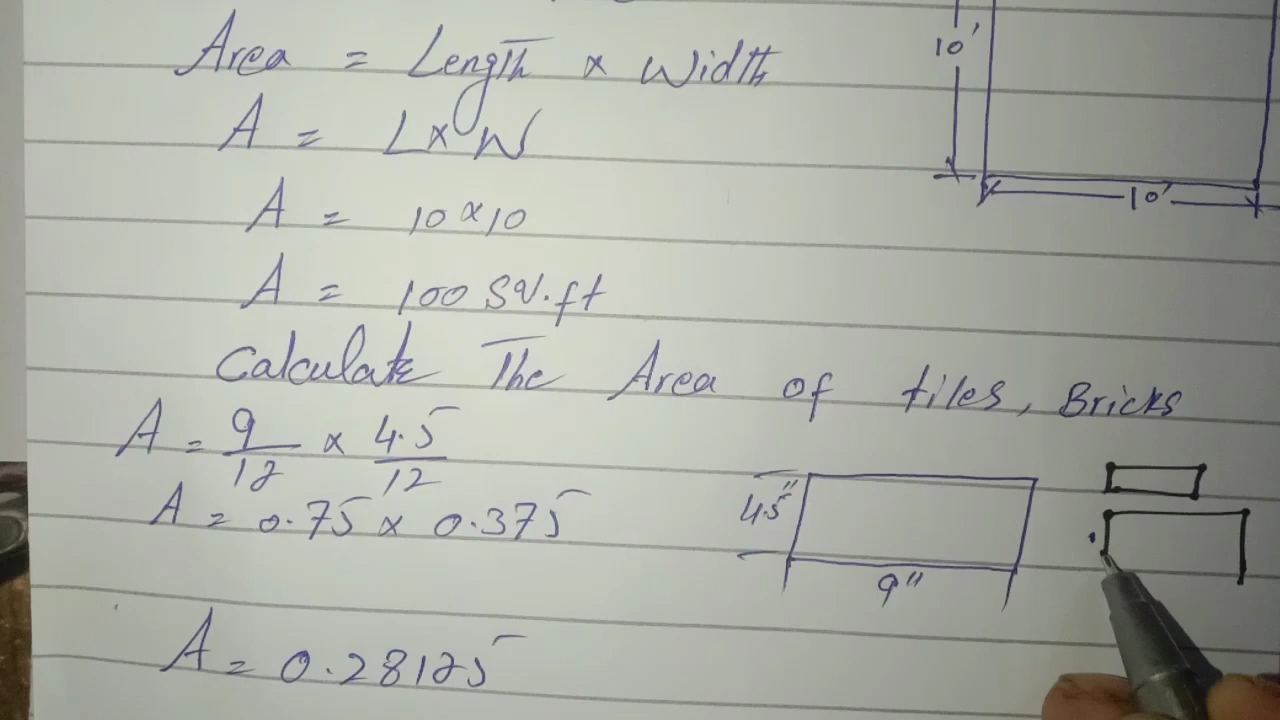 Area = Length x Width
A = L x W
A = 10 x 10
A = 100 Sq.ft
Calculate The Area of tiles, Bricks
A = 9/12 x 4.5/12
A = 0.75 x 0.375
A = 0.28125
10'
10'
4.5"
9"